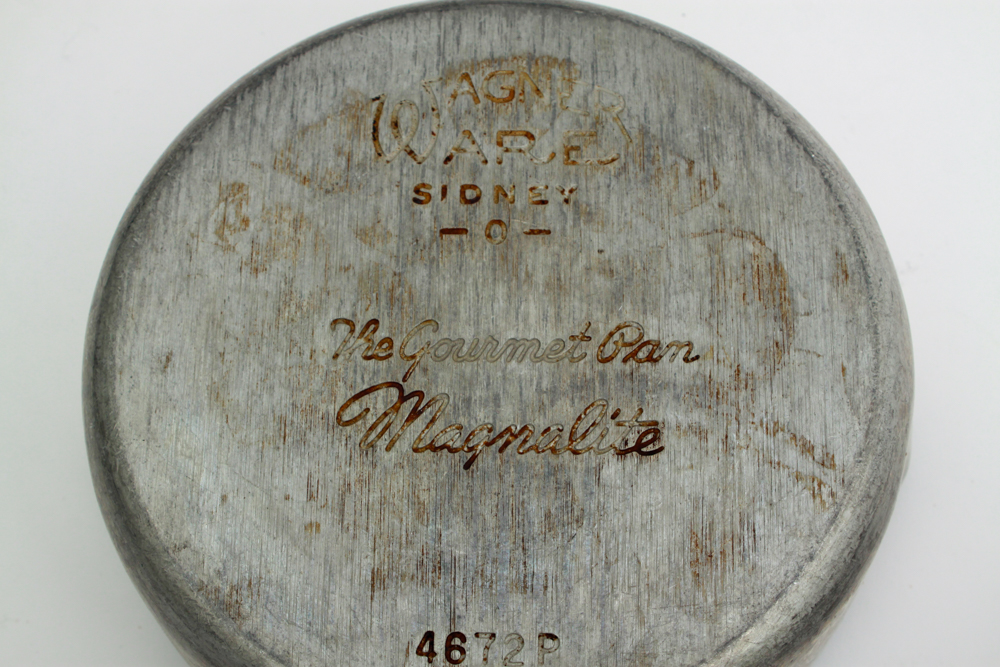 WAGNER
WARE
SIDNEY
-O-
The Gourmet Pan
Magnalite
4672P